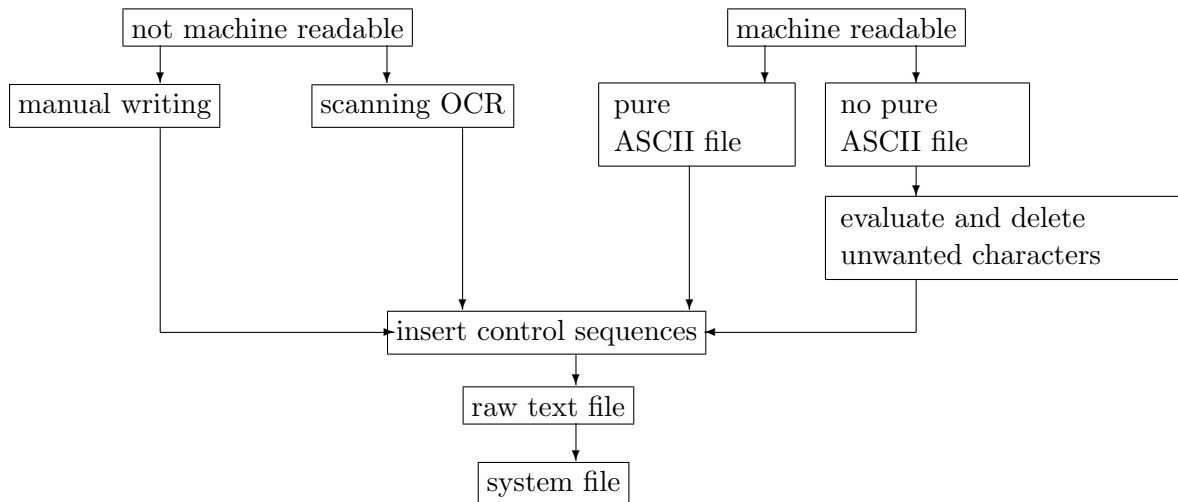 not machine readable
machine readable
manual writing
scanning OCR
pure
ASCII file
no pure
ASCII file
evaluate and delete
unwanted characters
insert control sequences
raw text file
system file